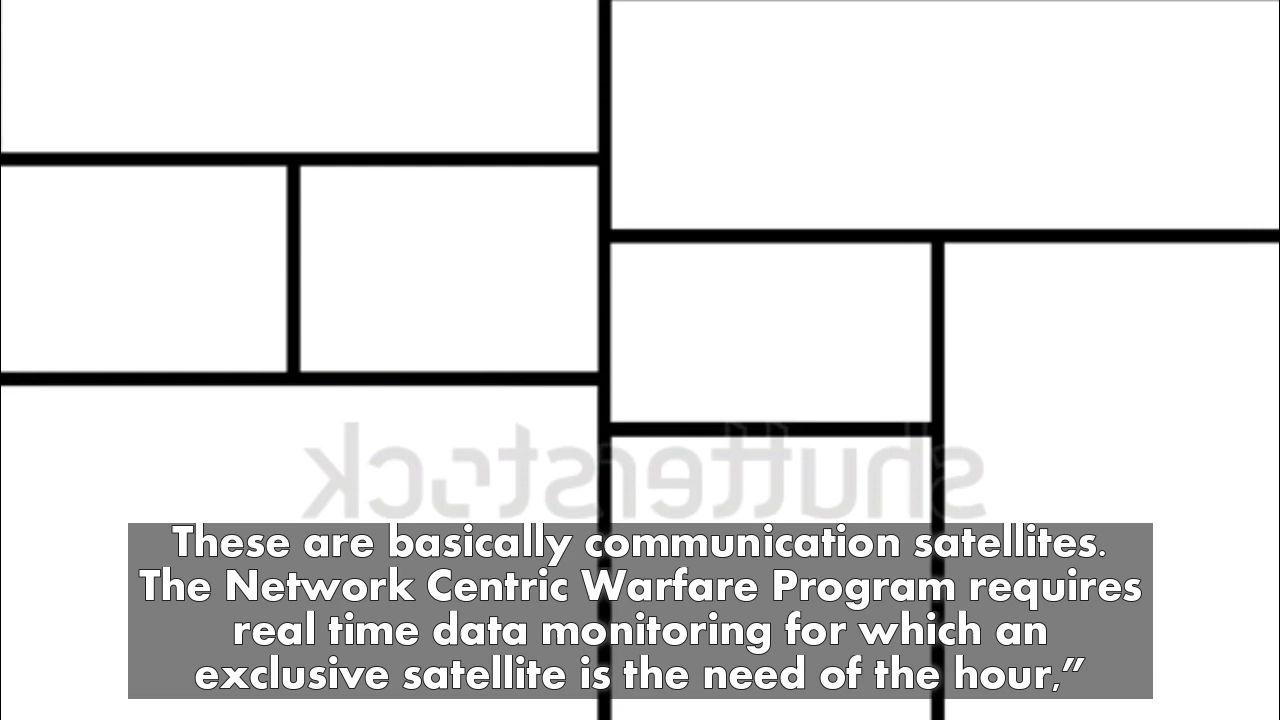 shutterstock
These are basically communication satellites.
The Network Centric Warfare Program requires
real time data monitoring for which an
exclusive satellite is the need of the hour,”